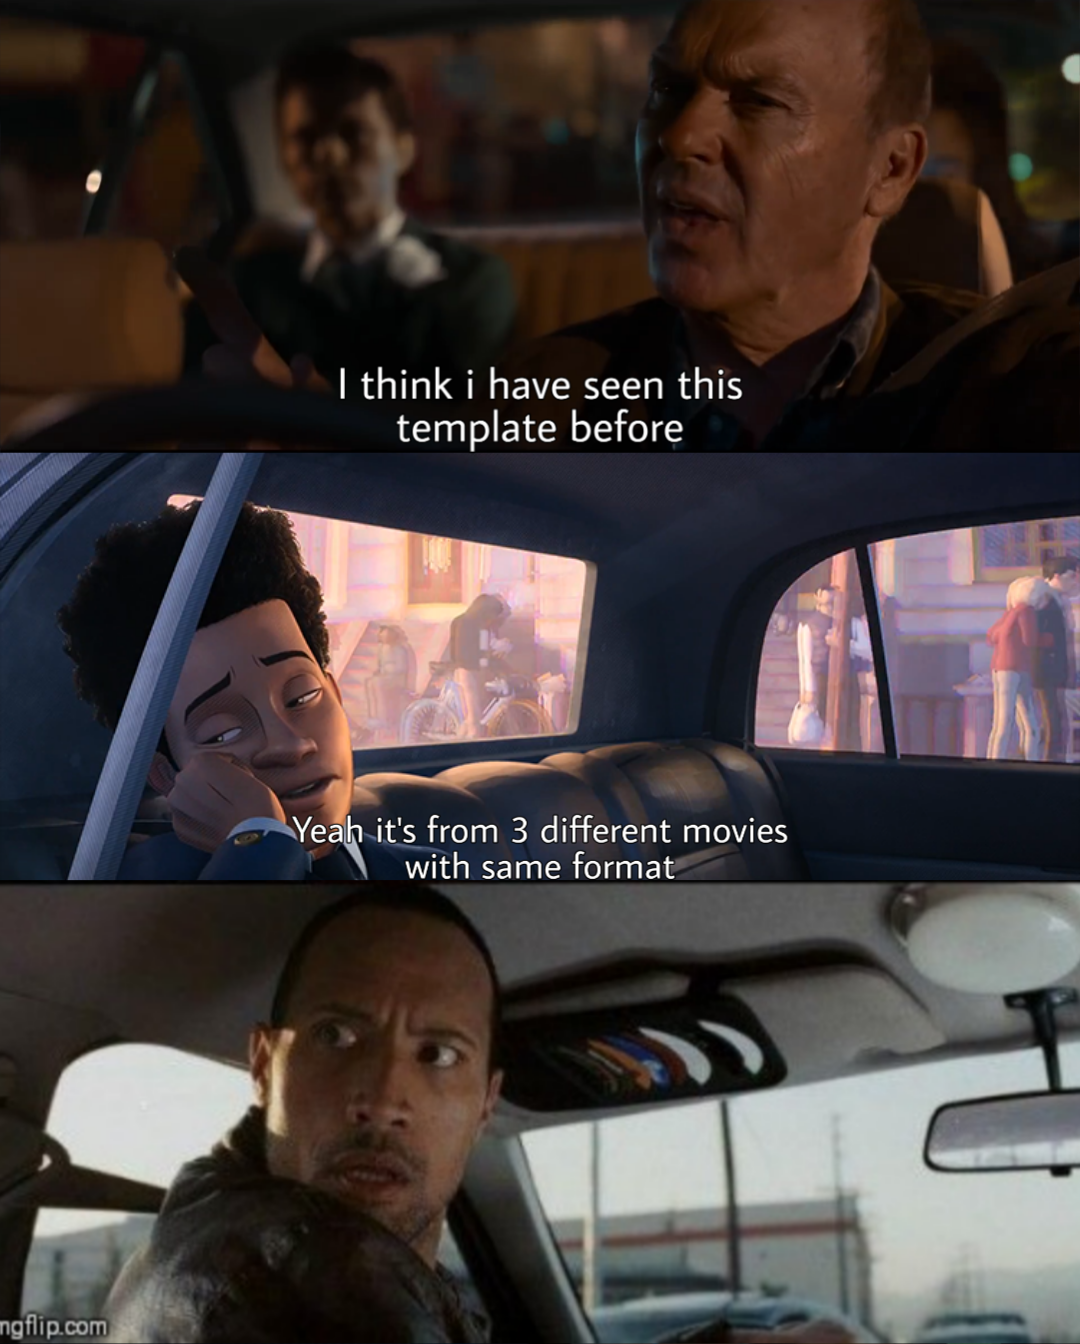 I think i have seen this
template before
Yeah it's from 3 different movies
with same format
ngflip.com